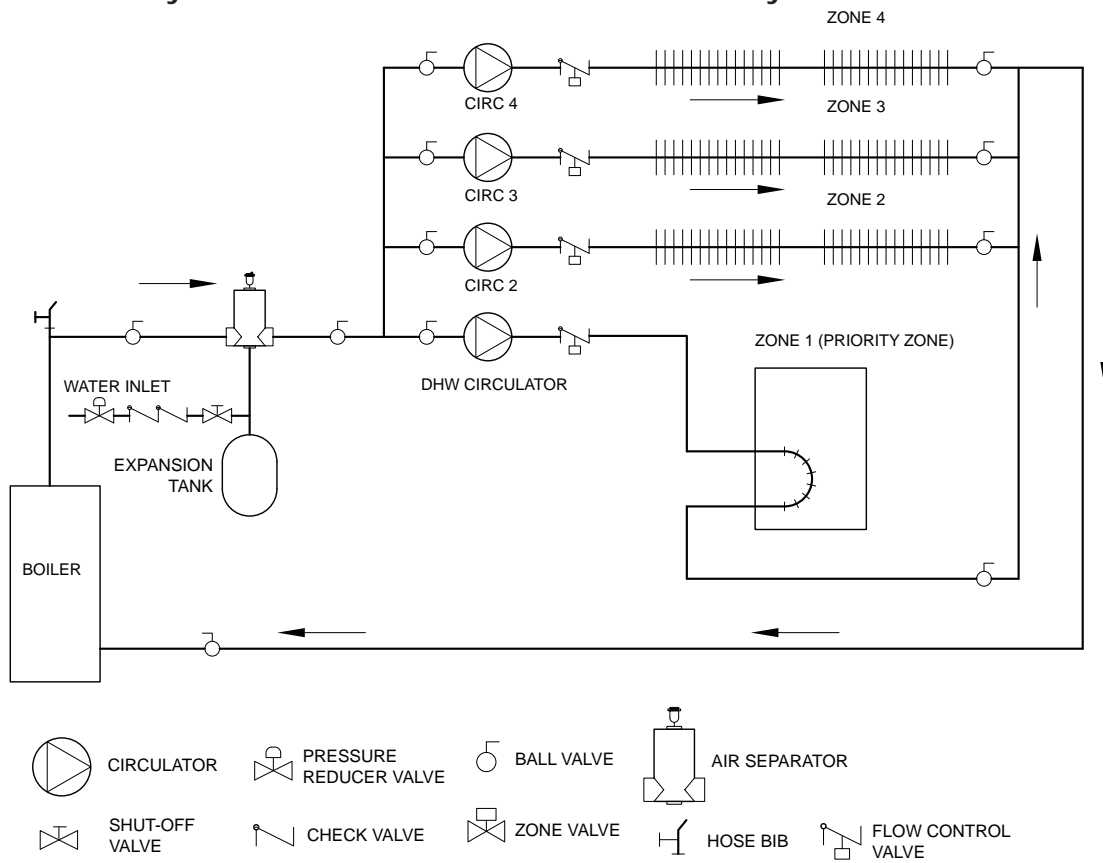 ZONE 4
CIRC 4
ZONE 3
CIRC 3
ZONE 2
CIRC 2
ZONE 1 (PRIORITY ZONE)
DHW CIRCULATOR
WATER INLET
EXPANSION
TANK
BOILER
CIRCULATOR
PRESSURE
REDUCER VALVE
BALL VALVE
AIR SEPARATOR
SHUT-OFF
VALVE
CHECK VALVE
ZONE VALVE
HOSE BIB
FLOW CONTROL
VALVE